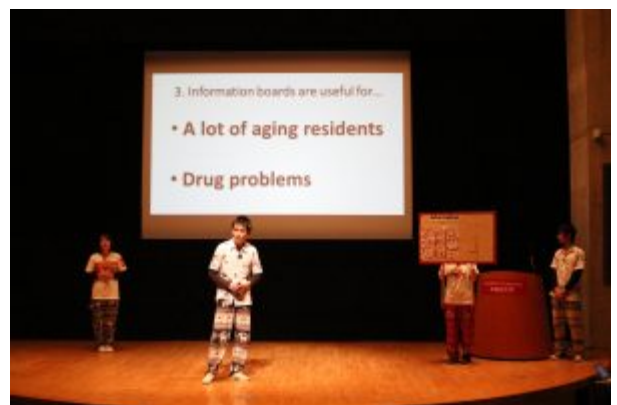 3. Information boards are useful for...
• A lot of aging residents
• Drug problems